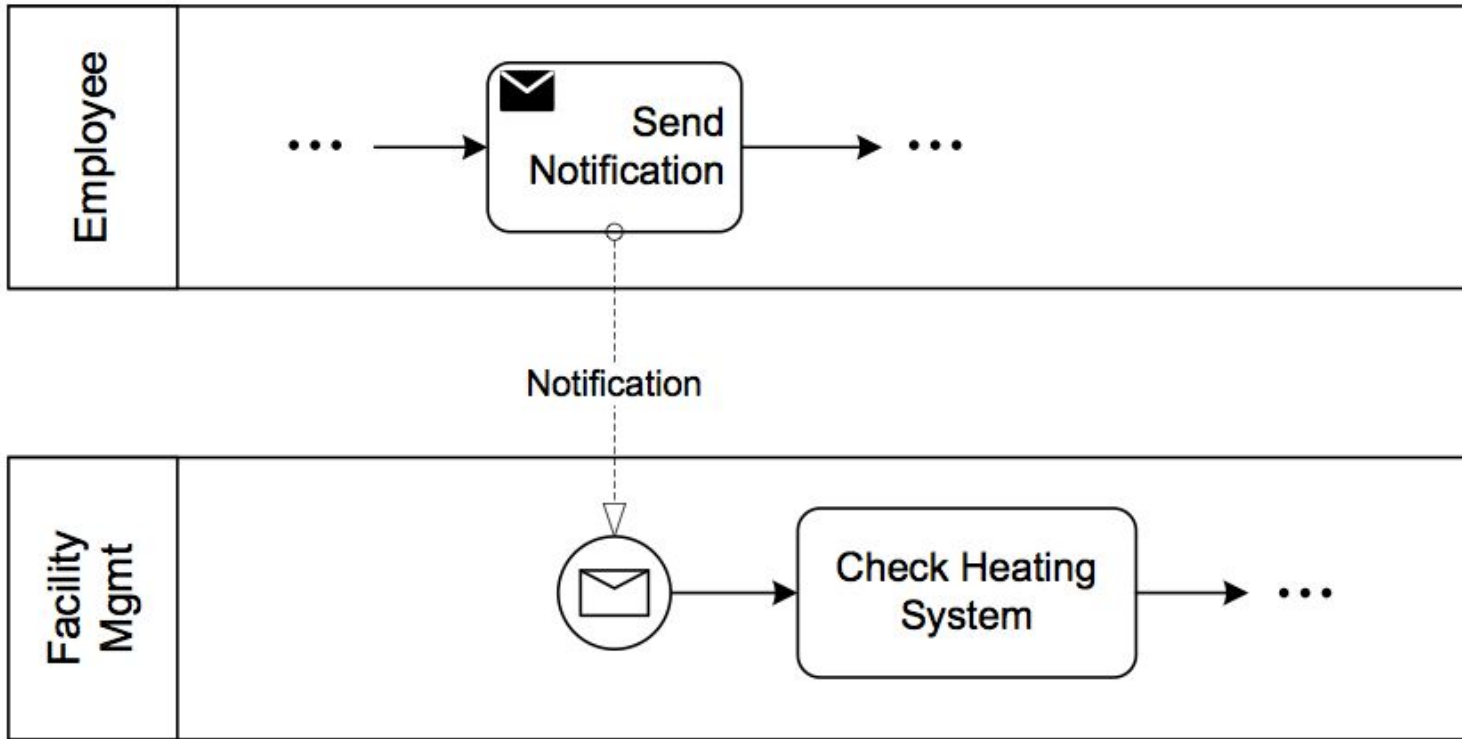 Employee
...
Send
Notification
...
Notification
Facility
Mgmt
Check Heating
System
...